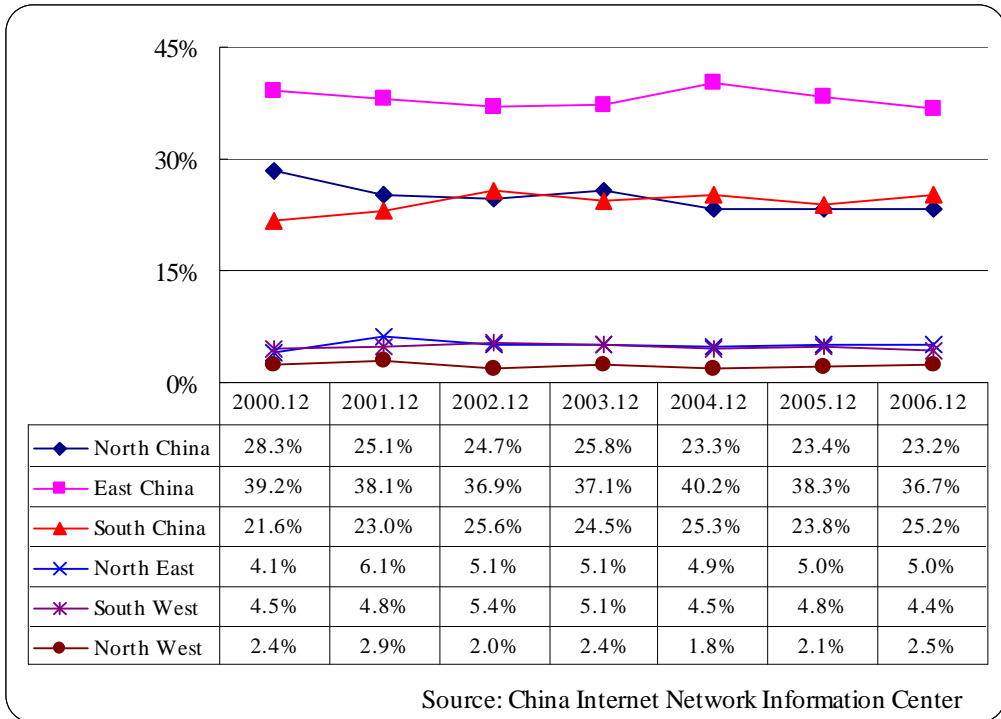 45%
30%
15%
0%
2000.12 2001.12 2002.12 2003.12 2004.12 2005.12 2006.12
North China 28.3% 25.1% 24.7% 25.8% 23.3% 23.4% 23.2%
East China 39.2% 38.1% 36.9% 37.1% 40.2% 38.3% 36.7%
South China 21.6% 23.0% 25.6% 24.5% 25.3% 23.8% 25.2%
North East 4.1% 6.1% 5.1% 5.1% 4.9% 5.0% 5.0%
South West 4.5% 4.8% 5.4% 5.1% 4.5% 4.8% 4.4%
North West 2.4% 2.9% 2.0% 2.4% 1.8% 2.1% 2.5%
Source: China Internet Network Information Center